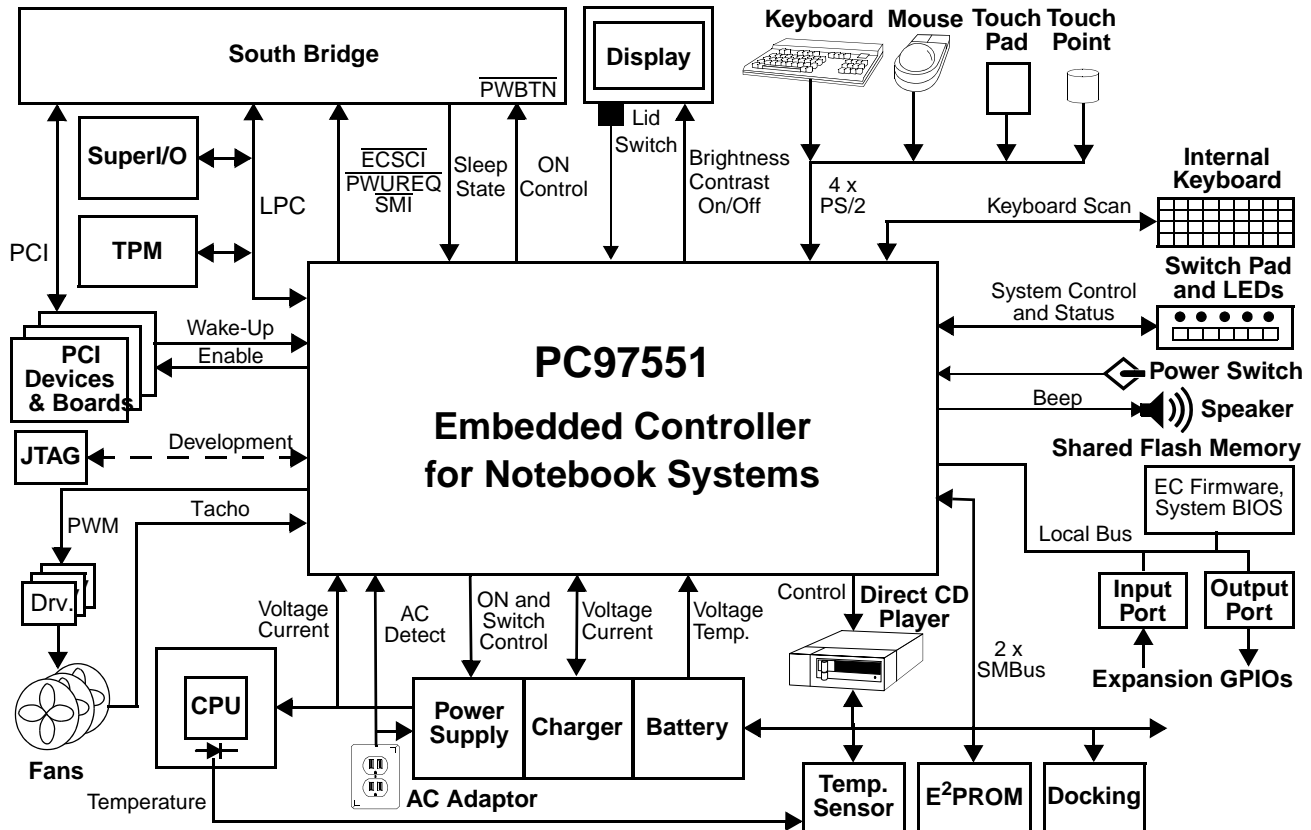 South Bridge
PWBTN
Display
Keyboard
Mouse
Touch
Pad
Touch
Point
SuperI/O
TPM
PCI
LPC
ECSCI
PWUREQ
SMI
Sleep
State
ON
Control
Lid
Switch
Brightness
Contrast
On/Off
4 x
PS/2
Internal
Keyboard
Keyboard Scan
Switch Pad
and LEDs
System Control
and Status
PCI
Devices
& Boards
Wake-Up
Enable
PC97551
Embedded Controller
for Notebook Systems
Power Switch
Beep
Speaker
Shared Flash Memory
EC Firmware,
System BIOS
JTAG
Development
PWM
Tacho
Local Bus
Input
Port
Output
Port
Expansion GPIOs
Drv.
Fans
CPU
Voltage
Current
AC
Detect
ON and
Switch
Control
Voltage
Current
Voltage
Temp.
Control
Direct CD
Player
2 x
SMBus
Power
Supply
Charger
Battery
AC Adaptor
Temperature
Temp.
Sensor
E²PROM
Docking